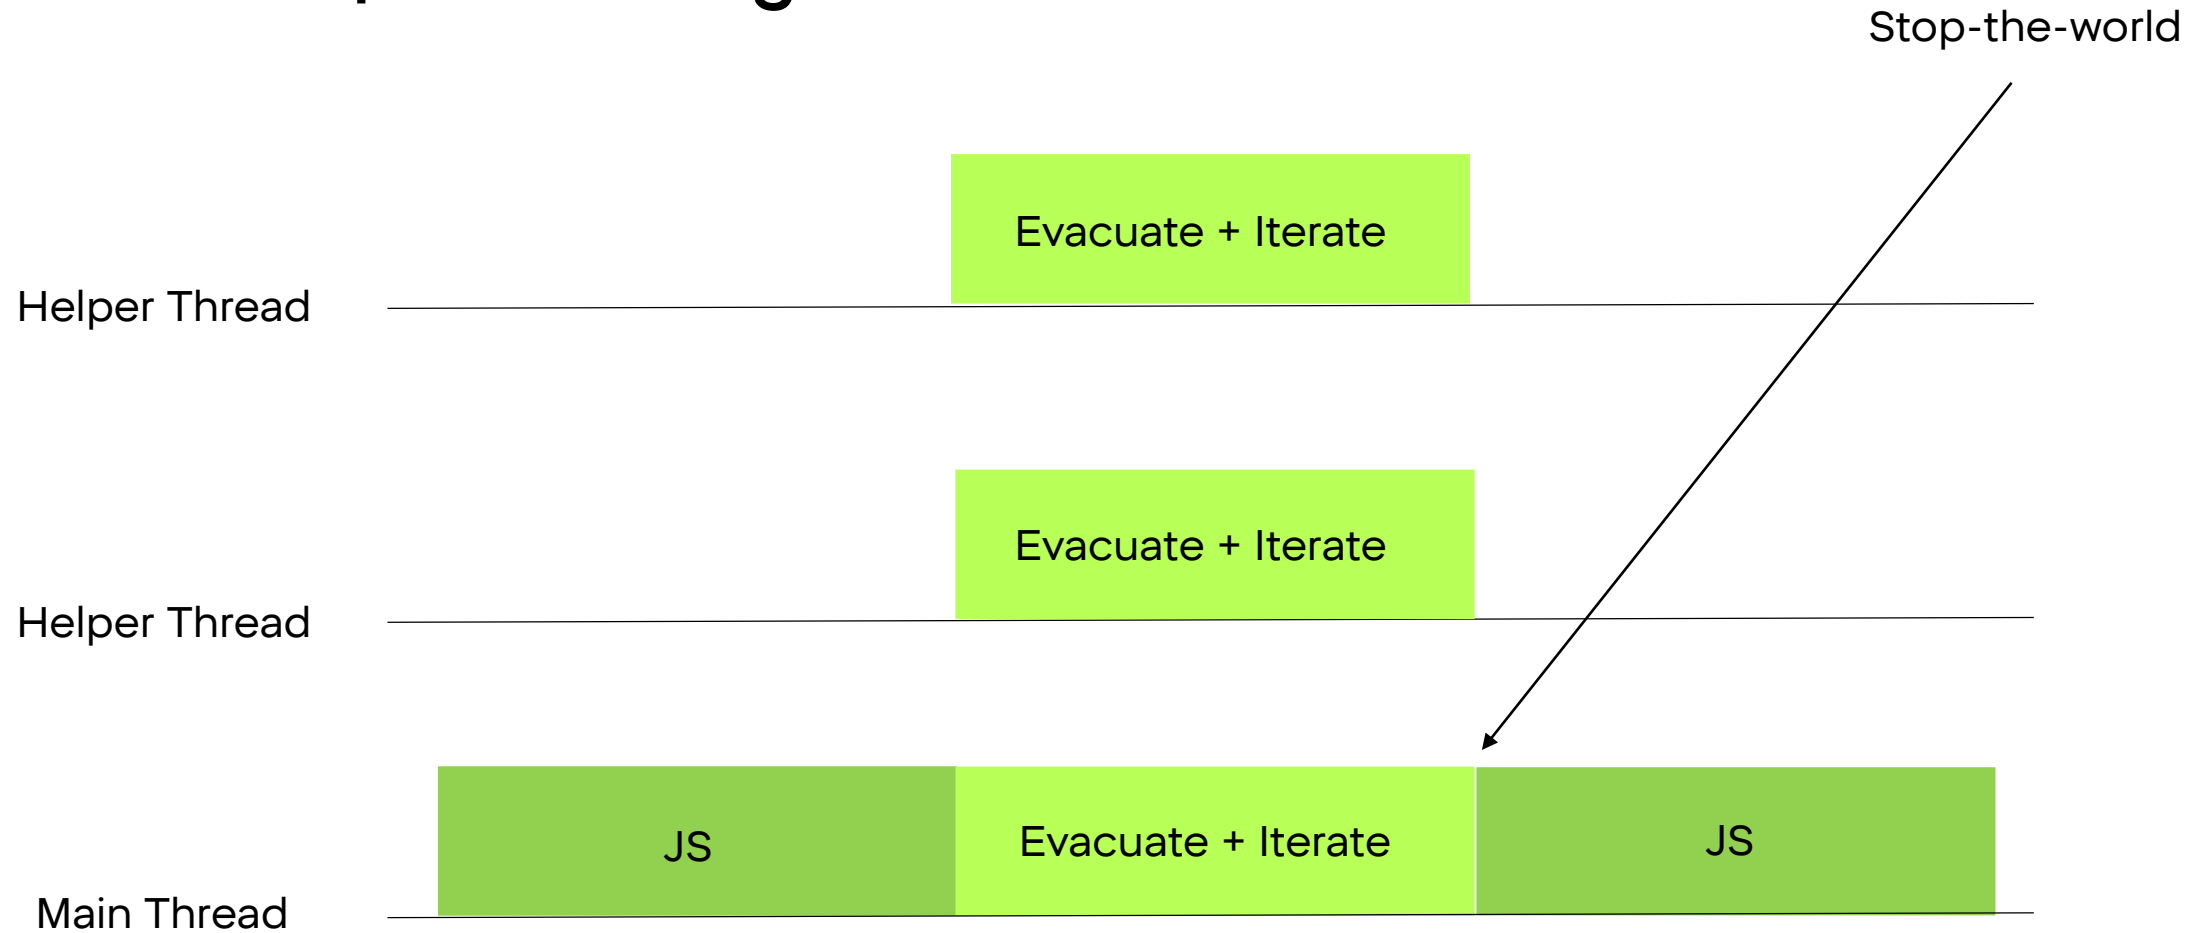 Stop-the-world
Evacuate + Iterate
Helper Thread
Evacuate + Iterate
Helper Thread
JS
Evacuate + Iterate
JS
Main Thread